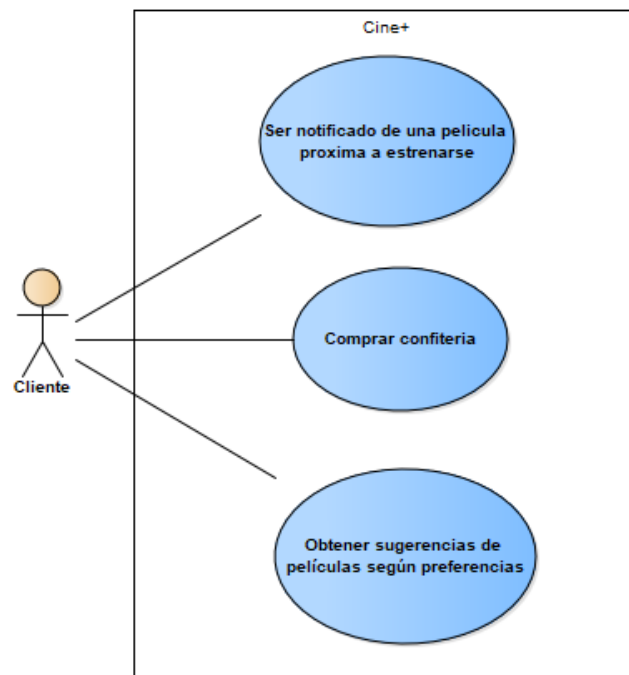 Cine+
Ser notificado de una pelicula
proxima a estrenarse
Comprar confiteria
Cliente
Obtener sugerencias de
películas según preferencias